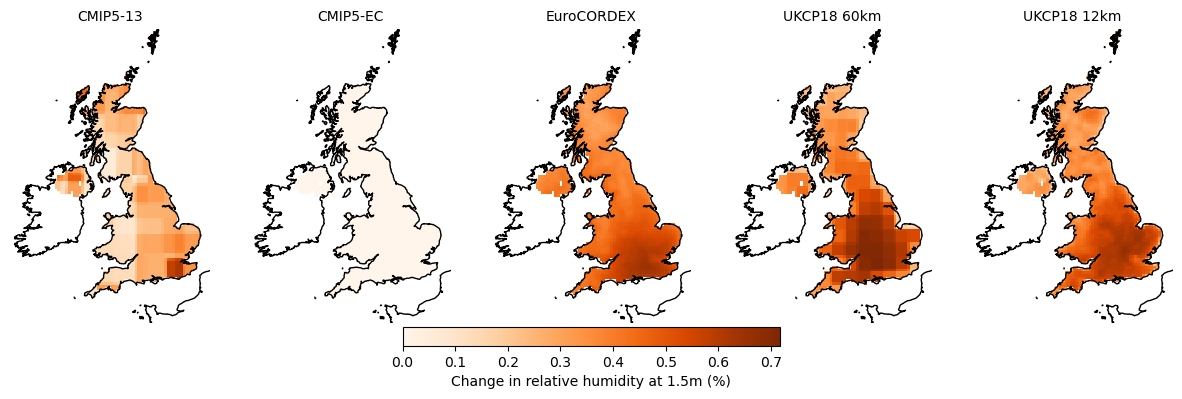 CMIP5-13 CMIP5-EC EuroCORDEX UKCP18 60km UKCP18 12km
0.0 0.1 0.2 0.3 0.4 0.5 0.6 0.7
Change in relative humidity at 1.5m (%)